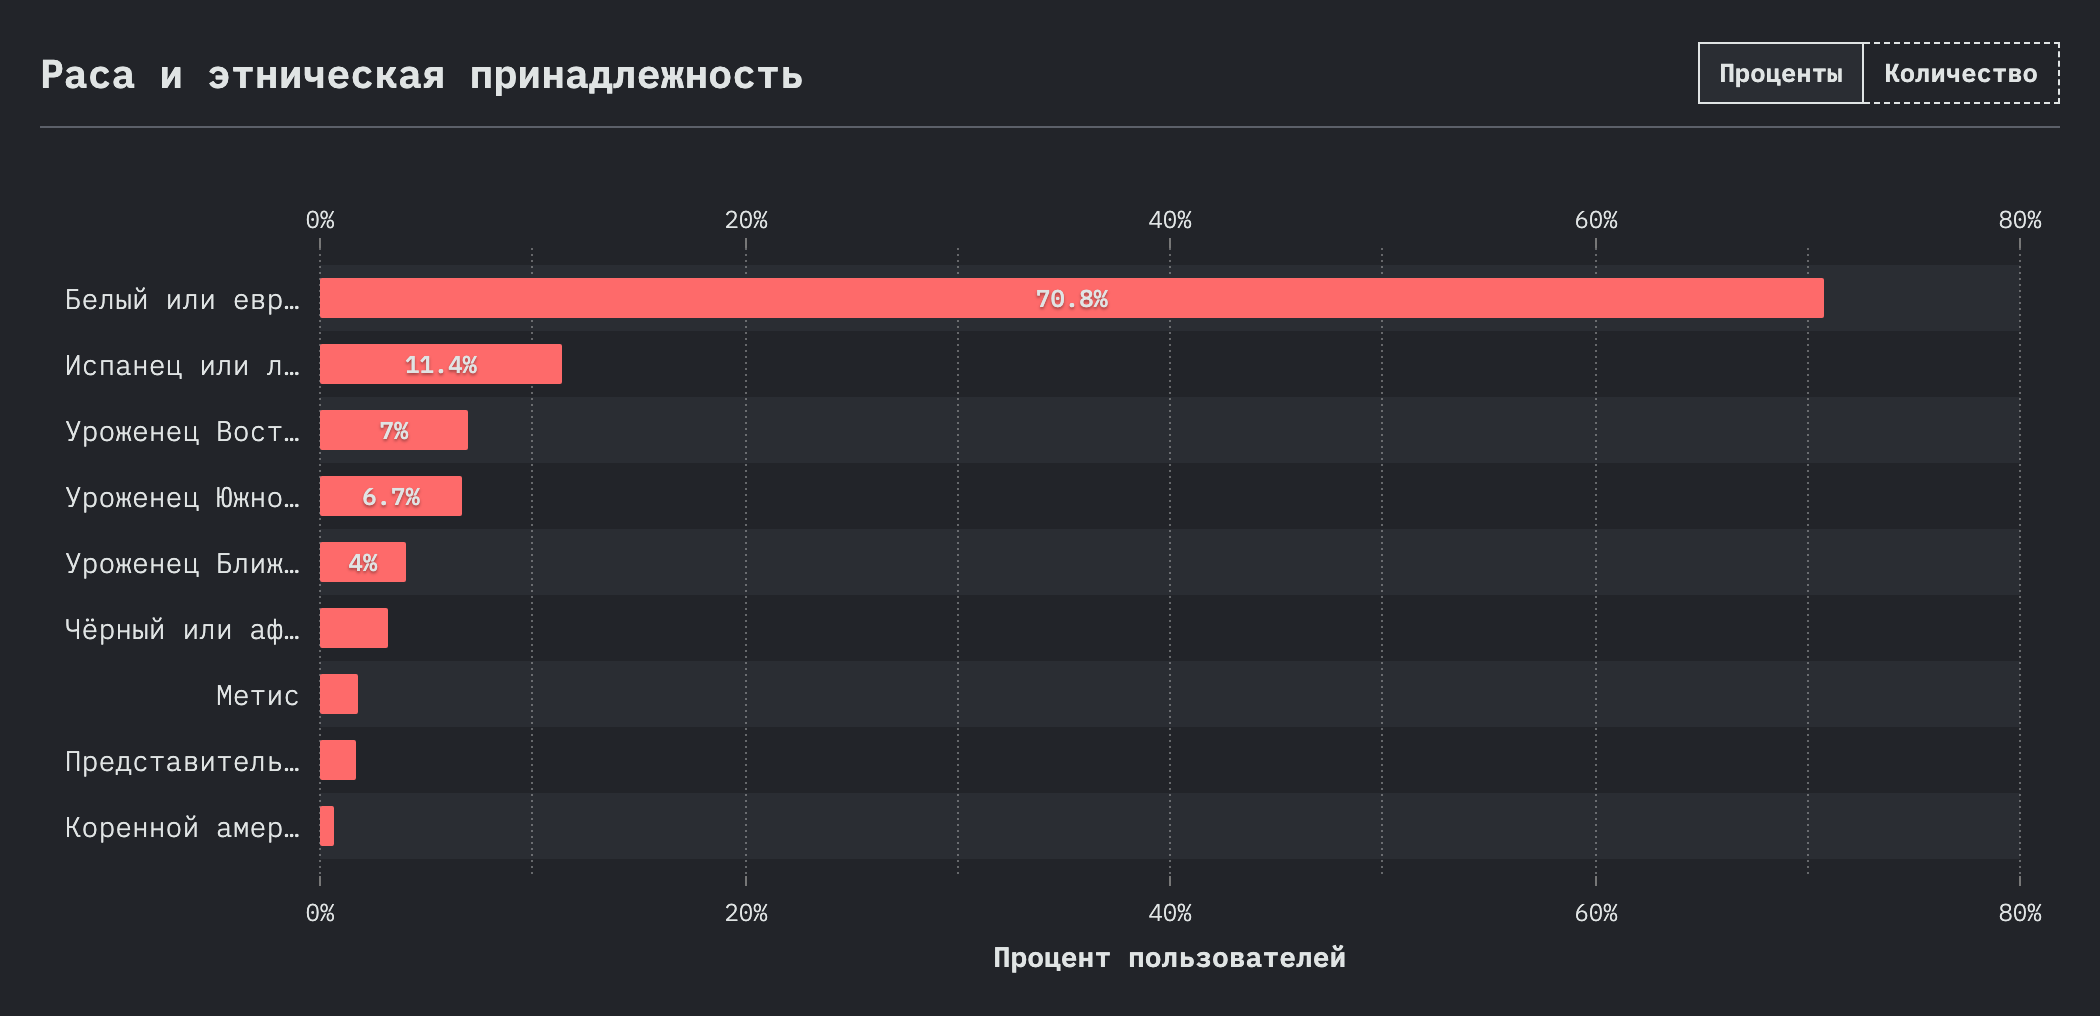 Раса и этническая принадлежность
Проценты Количество
0% 20% 40% 60% 80%
Белый или евр… 70.8%
Испанец или л… 11.4%
Уроженец Вост… 7%
Уроженец Южно… 6.7%
Уроженец Ближ… 4%
Чёрный или аф…
Метис
Представитель…
Коренной амер…
0% 20% 40% 60% 80%
Процент пользователей